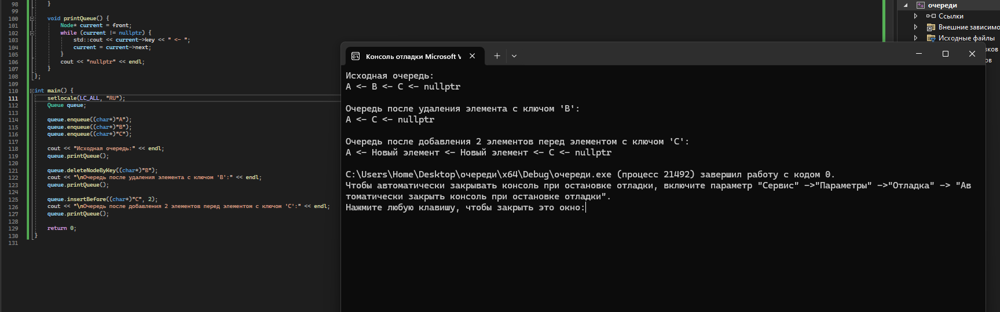 98 }
99
100 void printQueue() {
101 Node* current = front;
102 while (current != nullptr) {
103 std::cout << current->key << " <- ";
104 current = current->next;
105 }
106 cout << "nullptr" << endl;
107 }
108 };
109
110 int main() {
111 setlocale(LC_ALL, "RU");
112 Queue queue;
113
114 queue.enqueue((char*)"A");
115 queue.enqueue((char*)"B");
116 queue.enqueue((char*)"C");
117
118 cout << "Исходная очередь:" << endl;
119 queue.printQueue();
120
121 queue.deleteNodeByKey((char*)"B");
122 cout << "\nОчередь после удаления элемента с ключом 'B':" << endl;
123 queue.printQueue();
124
125 queue.insertBefore((char*)"C", 2);
126 cout << "\nОчередь после добавления 2 элементов перед элементом с ключом 'C':" << endl;
127 queue.printQueue();
128
129 return 0;
130 }
131
Консоль отладки Microsoft V
Исходная очередь:
A <- B <- C <- nullptr
Очередь после удаления элемента с ключом 'B':
A <- C <- nullptr
Очередь после добавления 2 элементов перед элементом с ключом 'C':
A <- Новый элемент <- Новый элемент <- C <- nullptr
C:\Users\Home\Desktop\очереди\x64\Debug\очереди.exe (процесс 21492) завершил работу с кодом 0.
Чтобы автоматически закрывать консоль при остановке отладки, включите параметр "Сервис" ->"Параметры" ->"Отладка" -> "Ав
томатически закрыть консоль при остановке отладки".
Нажмите любую клавишу, чтобы закрыть это окно:
очереди
Ссылки
Внешние зависимо
Исходные файлы
вков
ов